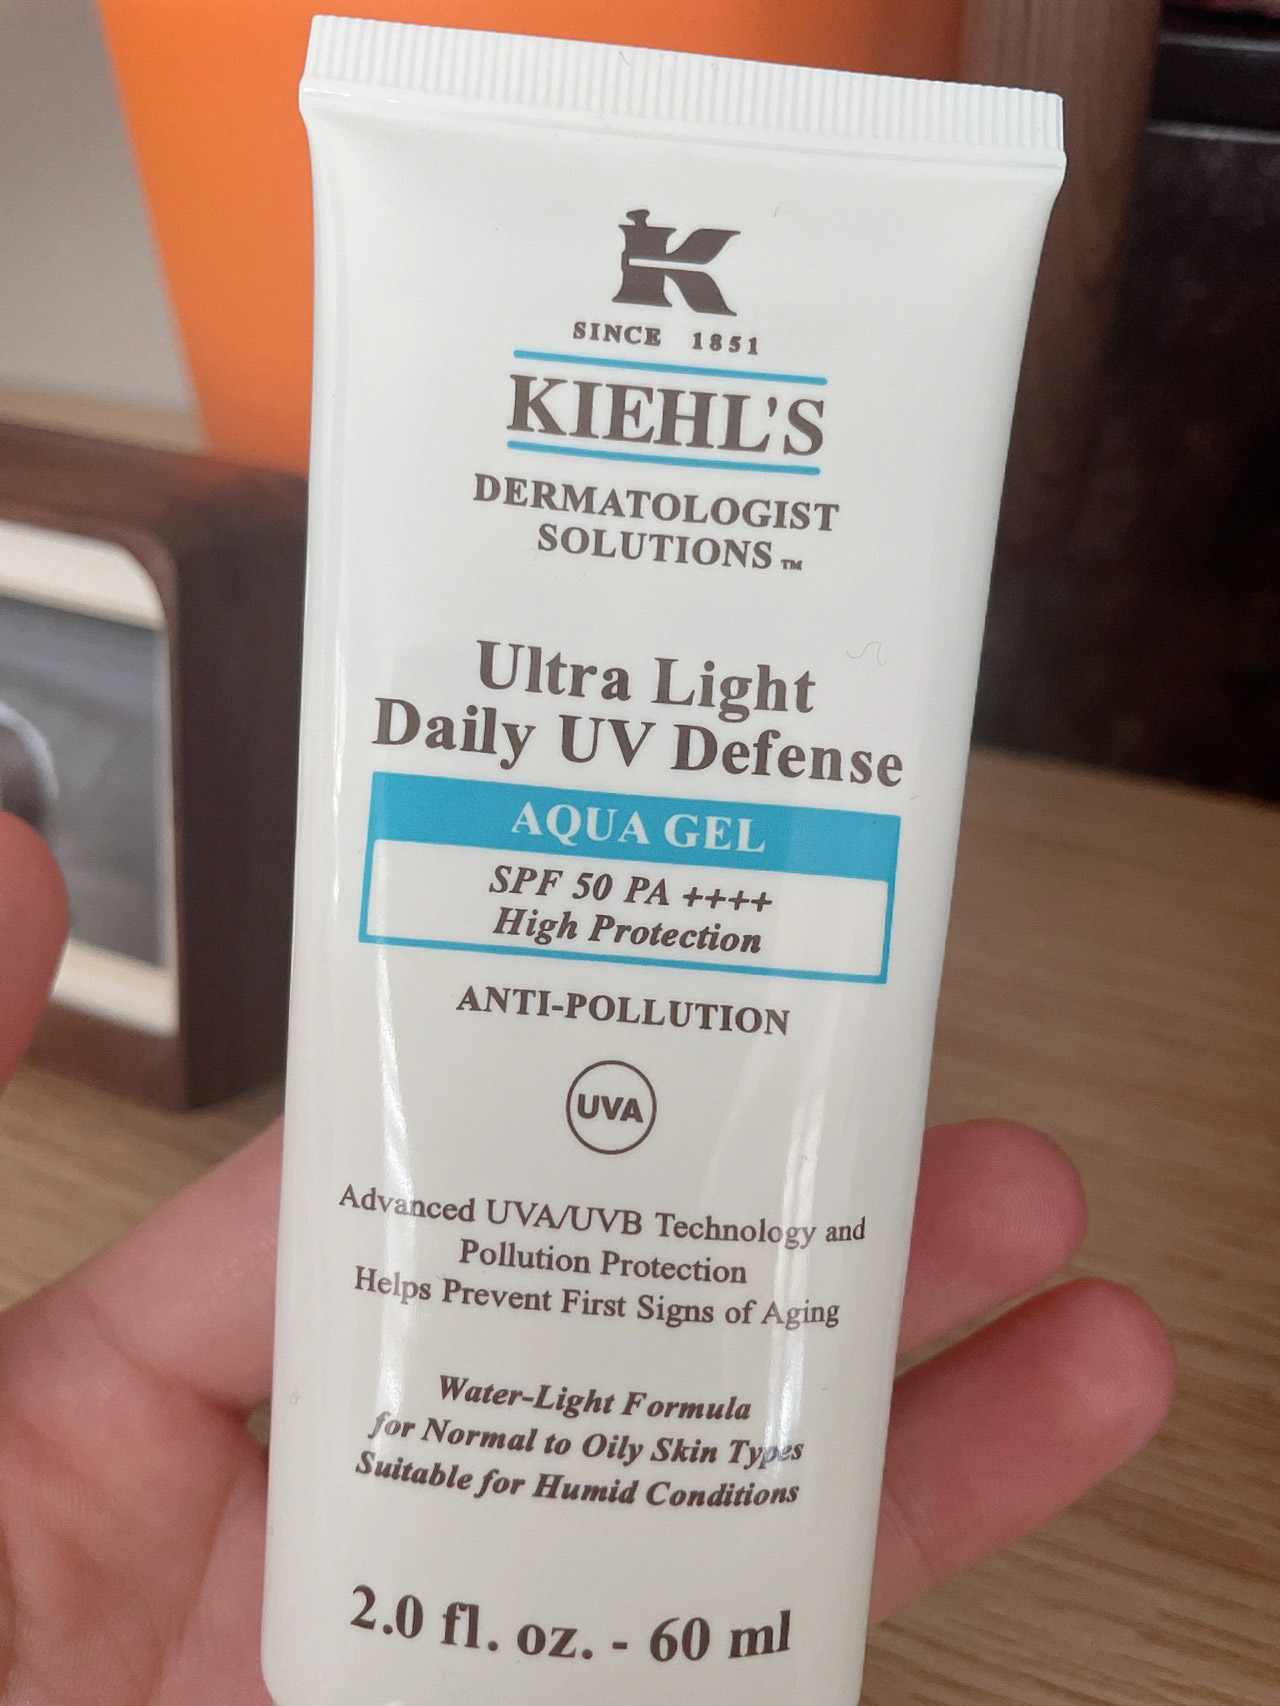 K
SINCE 1851
KIEHL'S
DERMATOLOGIST
SOLUTIONS™
Ultra Light
Daily UV Defense
AQUA GEL
SPF 50 PA ++++
High Protection
ANTI-POLLUTION
UVA
Advanced UVA/UVB Technology and
Pollution Protection
Helps Prevent First Signs of Aging
Water-Light Formula
for Normal to Oily Skin Types
Suitable for Humid Conditions
2.0 fl. oz. - 60 ml